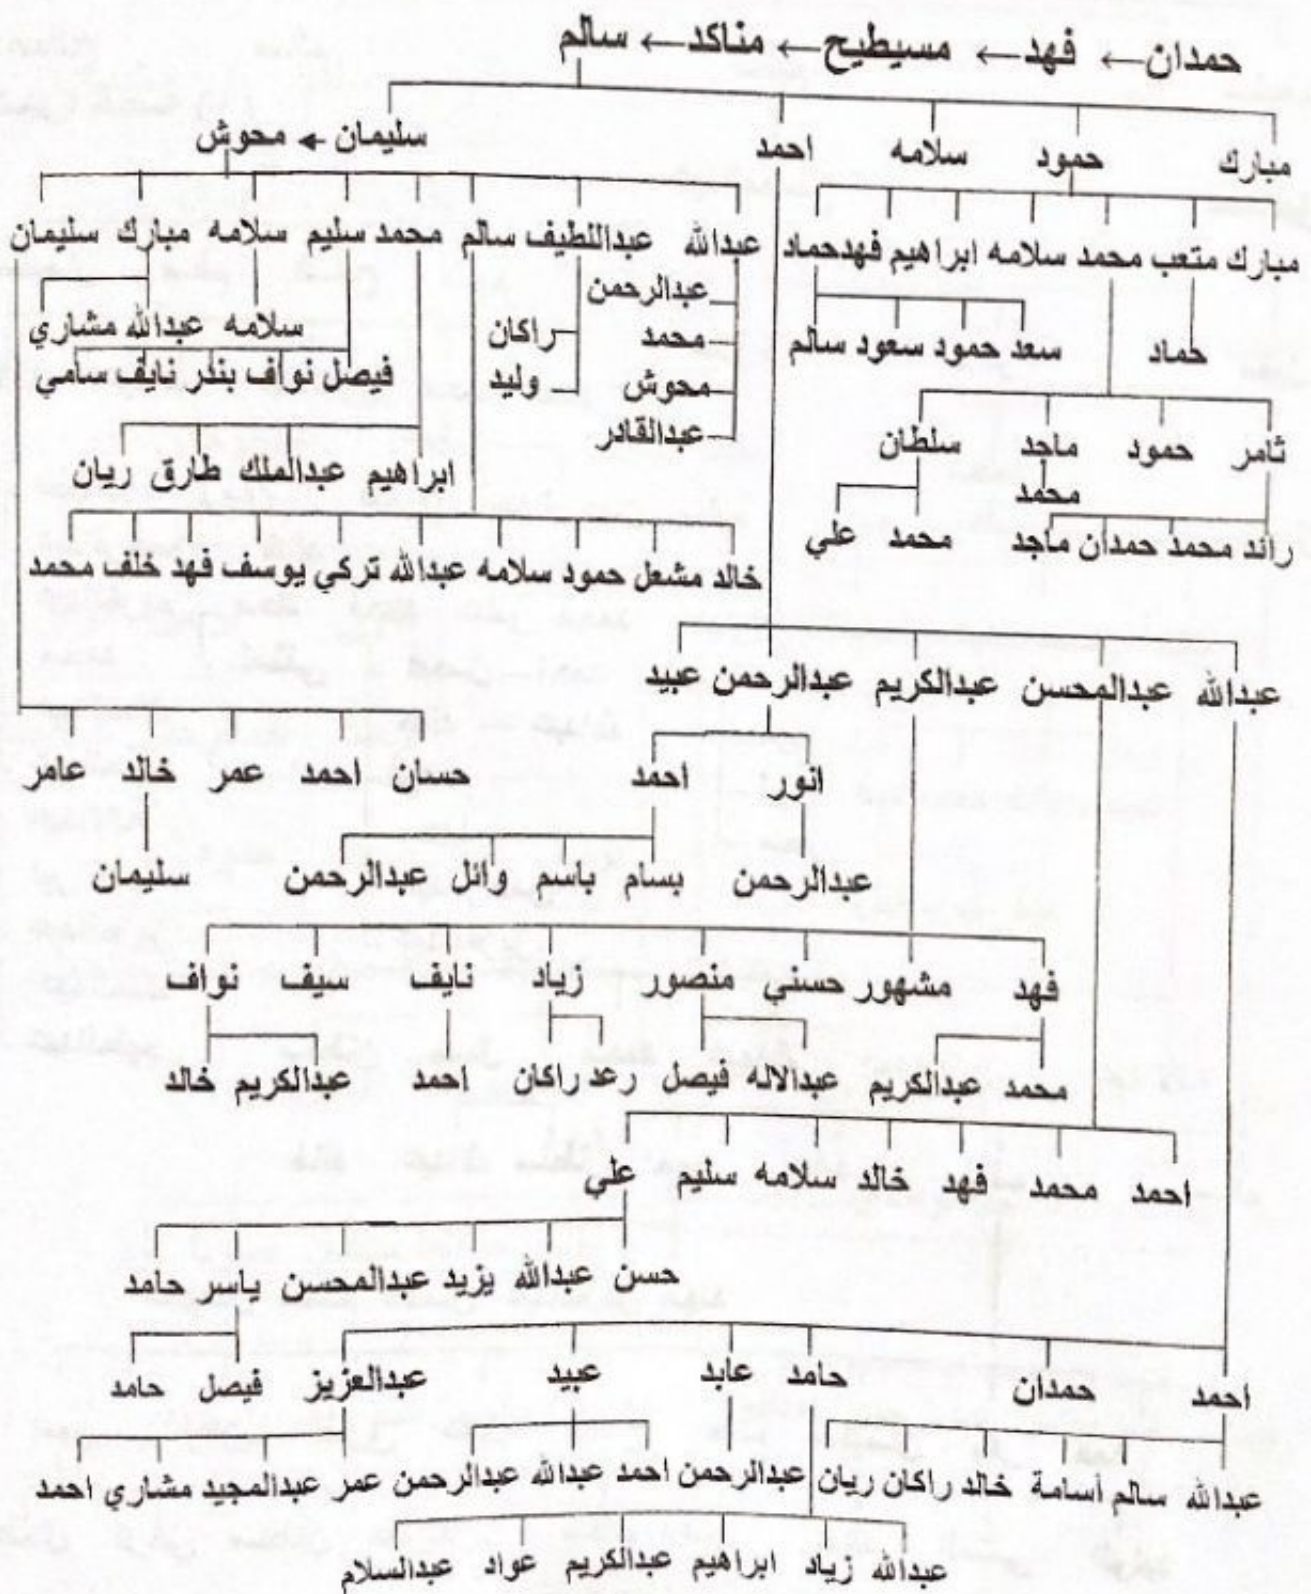 حمدان ← فهد ← مسيطيح ← مناكد ← سالم
مبارك حمود سلامه احمد سليمان ← محوش
مبارك متعب محمد سلامه ابراهيم فهد حماد
عبدالله عبداللطيف سالم محمد سليم سلامه مبارك سليمان
حماد
سعد حمود سعود سالم
عبدالرحمن
محمد
محوش
عبدالقادر
راكان
وليد
سلامه عبدالله مشاري
فيصل نواف بندر نايف سامي
ثامر حمود ماجد سلطان
محمد
ابراهيم عبدالملك طارق ريان
رائد محمد حمدان ماجد محمد علي
خالد مشعل حمود سلامه عبدالله تركي يوسف فهد خلف محمد
عبدالله عبدالمحسن عبدالكريم عبدالرحمن عبيد
انور احمد
حسان احمد عمر خالد عامر
عبدالرحمن بسام باسم وائل عبدالرحمن سليمان
فهد مشهور حسني منصور زياد نايف سيف نواف
محمد عبدالكريم عبدالاله فيصل رعد راكان احمد عبدالكريم خالد
احمد محمد فهد خالد سلامه سليم علي
حسن عبدالله يزيد عبدالمحسن ياسر حامد
احمد حمدان حامد عابد عبيد عبدالعزيز فيصل حامد
عبدالله سالم أسامة خالد راكان ريان عبدالرحمن احمد عبدالله عبدالرحمن عمر عبدالمجيد مشاري احمد
عبدالله زياد ابراهيم عبدالكريم عواد عبدالسلام